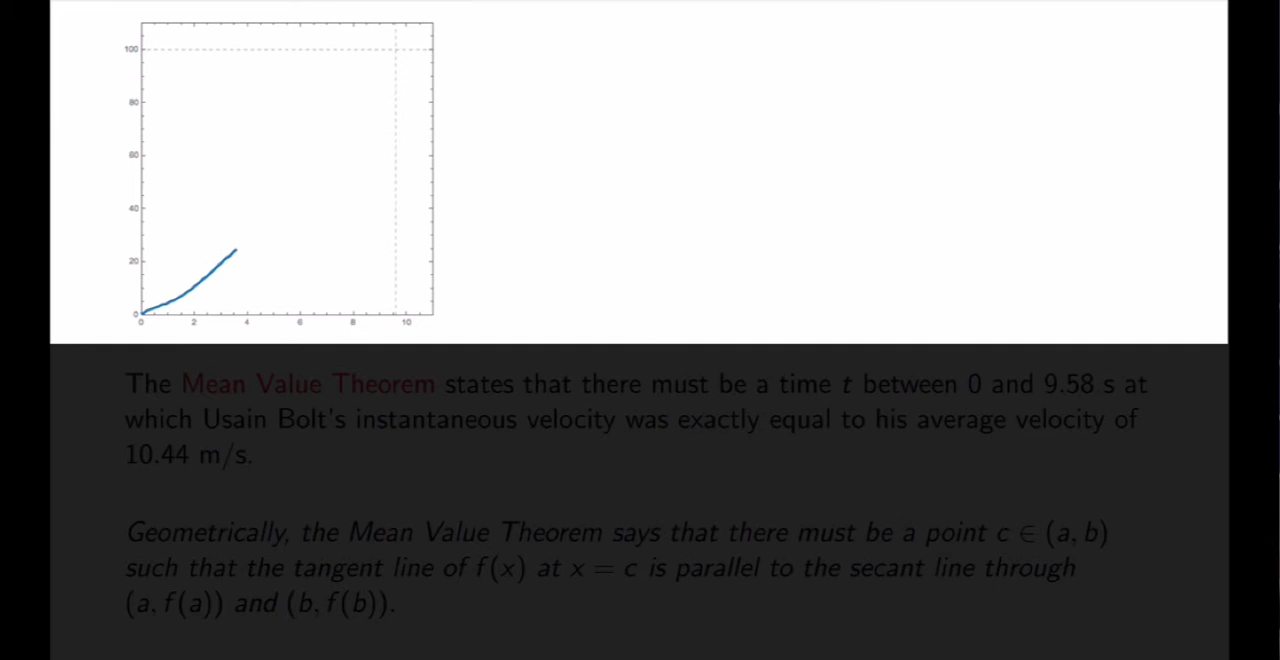 100
80
60
40
20
0
0 2 4 6 8 10
The Mean Value Theorem states that there must be a time t between 0 and 9.58 s at
which Usain Bolt's instantaneous velocity was exactly equal to his average velocity of
10.44 m/s.
Geometrically, the Mean Value Theorem says that there must be a point c ∈ (a, b)
such that the tangent line of f(x) at x = c is parallel to the secant line through
(a, f(a)) and (b, f(b)).